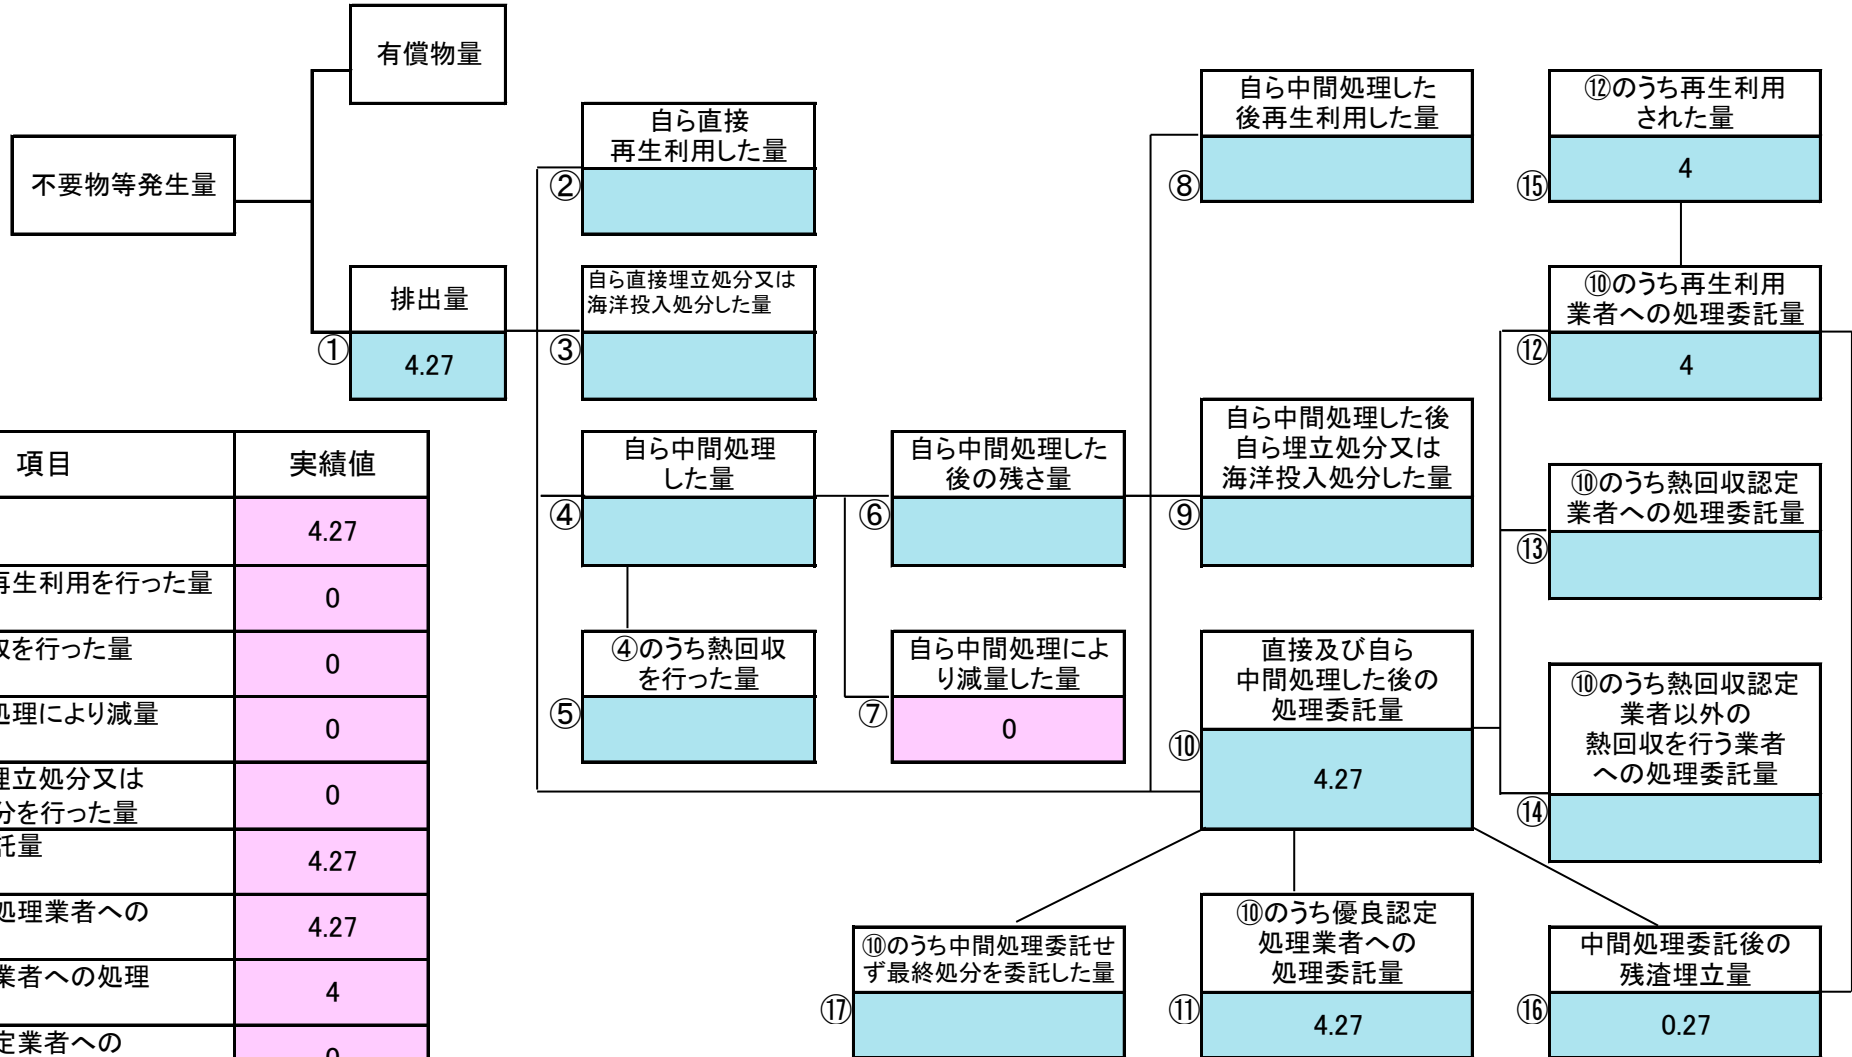 有償物量
不要物等発生量
排出量
①
4.27
自ら直接
再生利用した量
②
自ら直接埋立処分又は
海洋投入処分した量
③
自ら中間処理
した量
④
④のうち熱回収
を行った量
⑤
自ら中間処理した
後の残さ量
⑥
自ら中間処理によ
り減量した量
⑦
0
自ら中間処理した
後再生利用した量
⑧
自ら中間処理した後
自ら埋立処分又は
海洋投入処分した量
⑨
直接及び自ら
中間処理した後の
処理委託量
⑩
4.27
⑫のうち再生利用
された量
⑮
4
⑩のうち再生利用
業者への処理委託量
⑫
4
⑩のうち熱回収認定
業者への処理委託量
⑬
⑩のうち熱回収認定
業者以外の
熱回収を行う業者
への処理委託量
⑭
⑩のうち中間処理委託せ
ず最終処分を委託した量
⑰
⑩のうち優良認定
処理業者への
処理委託量
⑪
4.27
中間処理委託後の
残渣埋立量
⑯
0.27
項目 実績値
4.27
再生利用を行った量 0
を行った量 0
処理により減量 0
埋立処分又は
分を行った量 0
託量 4.27
処理業者への 4.27
業者への処理 4
定業者への